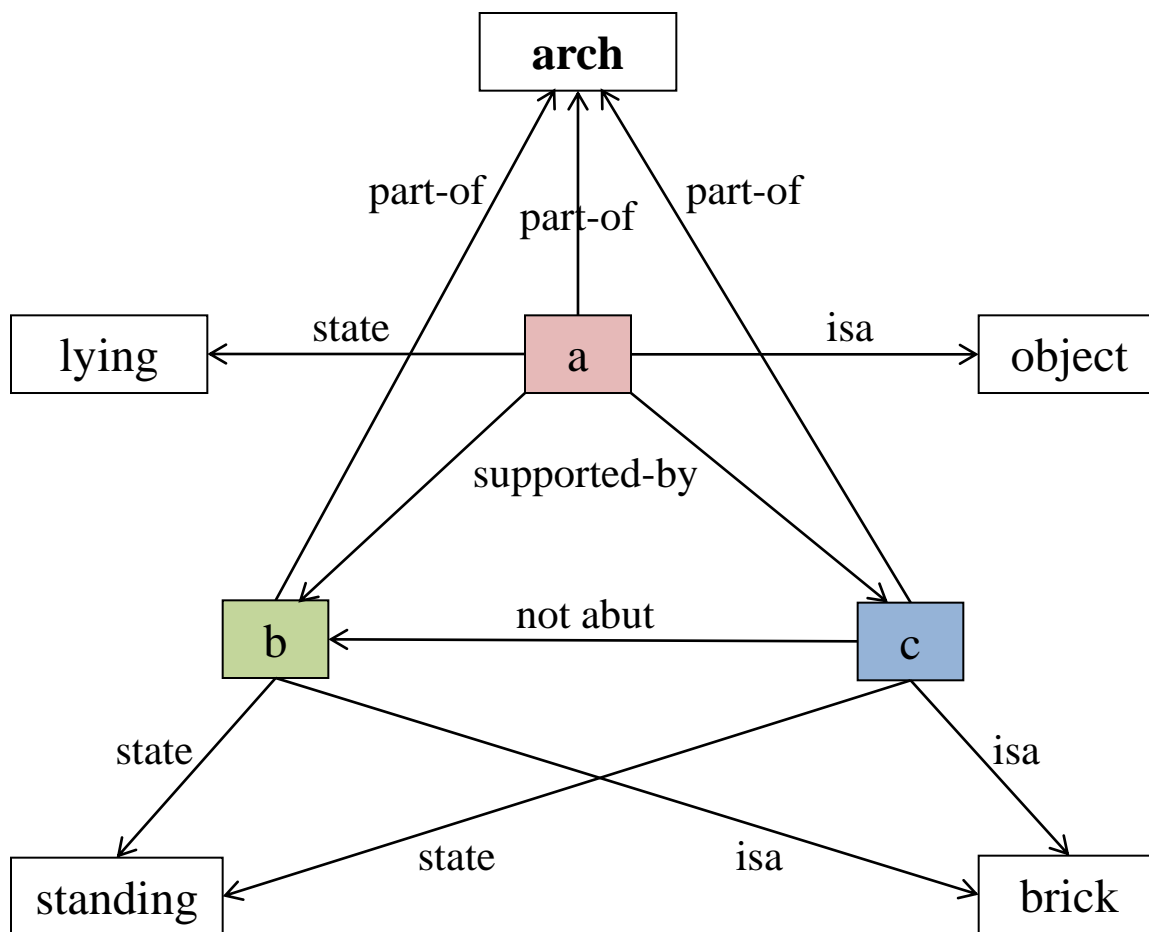 arch
part-of
part-of
part-of
state
isa
lying
a
object
supported-by
not abut
b
c
state
isa
state
isa
standing
brick